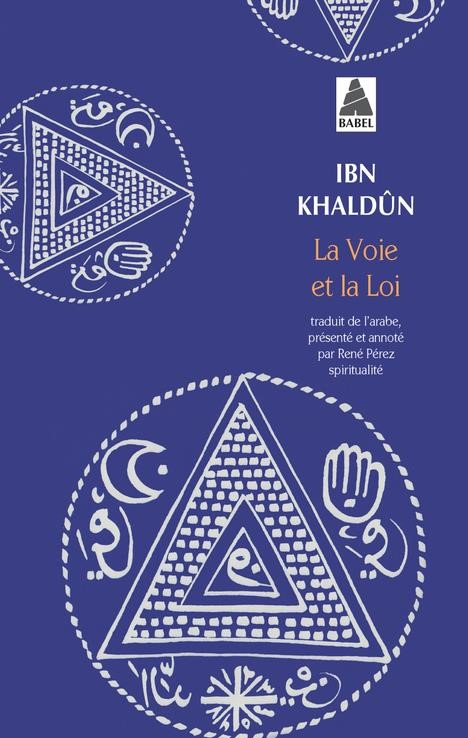 BABEL
IBN
KHALDÛN
La Voie
et la Loi
traduit de l'arabe,
présenté et annoté
par René Pérez
spiritualité